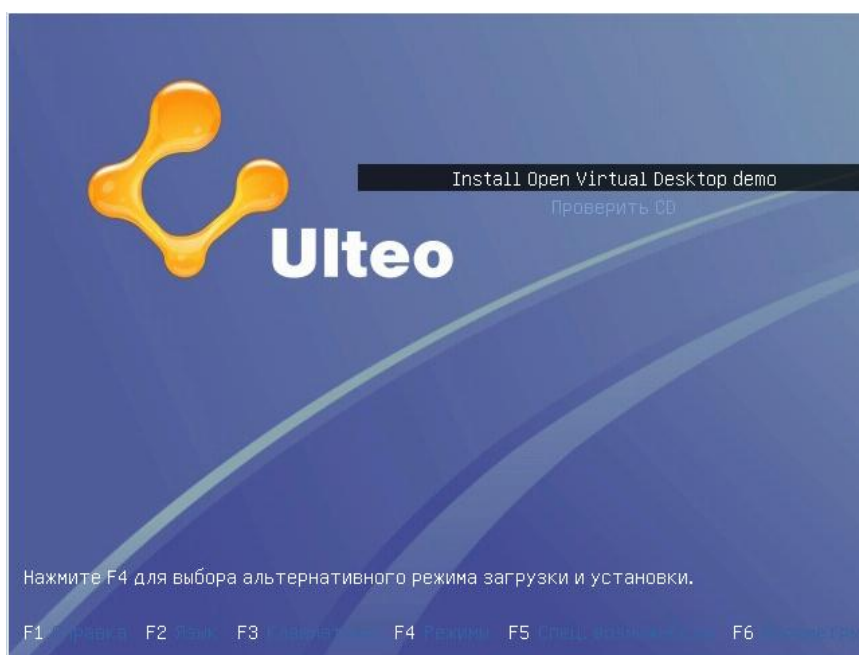 Install Open Virtual Desktop demo
Проверить CD
Ulteo
Нажмите F4 для выбора альтернативного режима загрузки и установки.
F1 Справка F2 Язык F3 F4 Режимы F5 F6